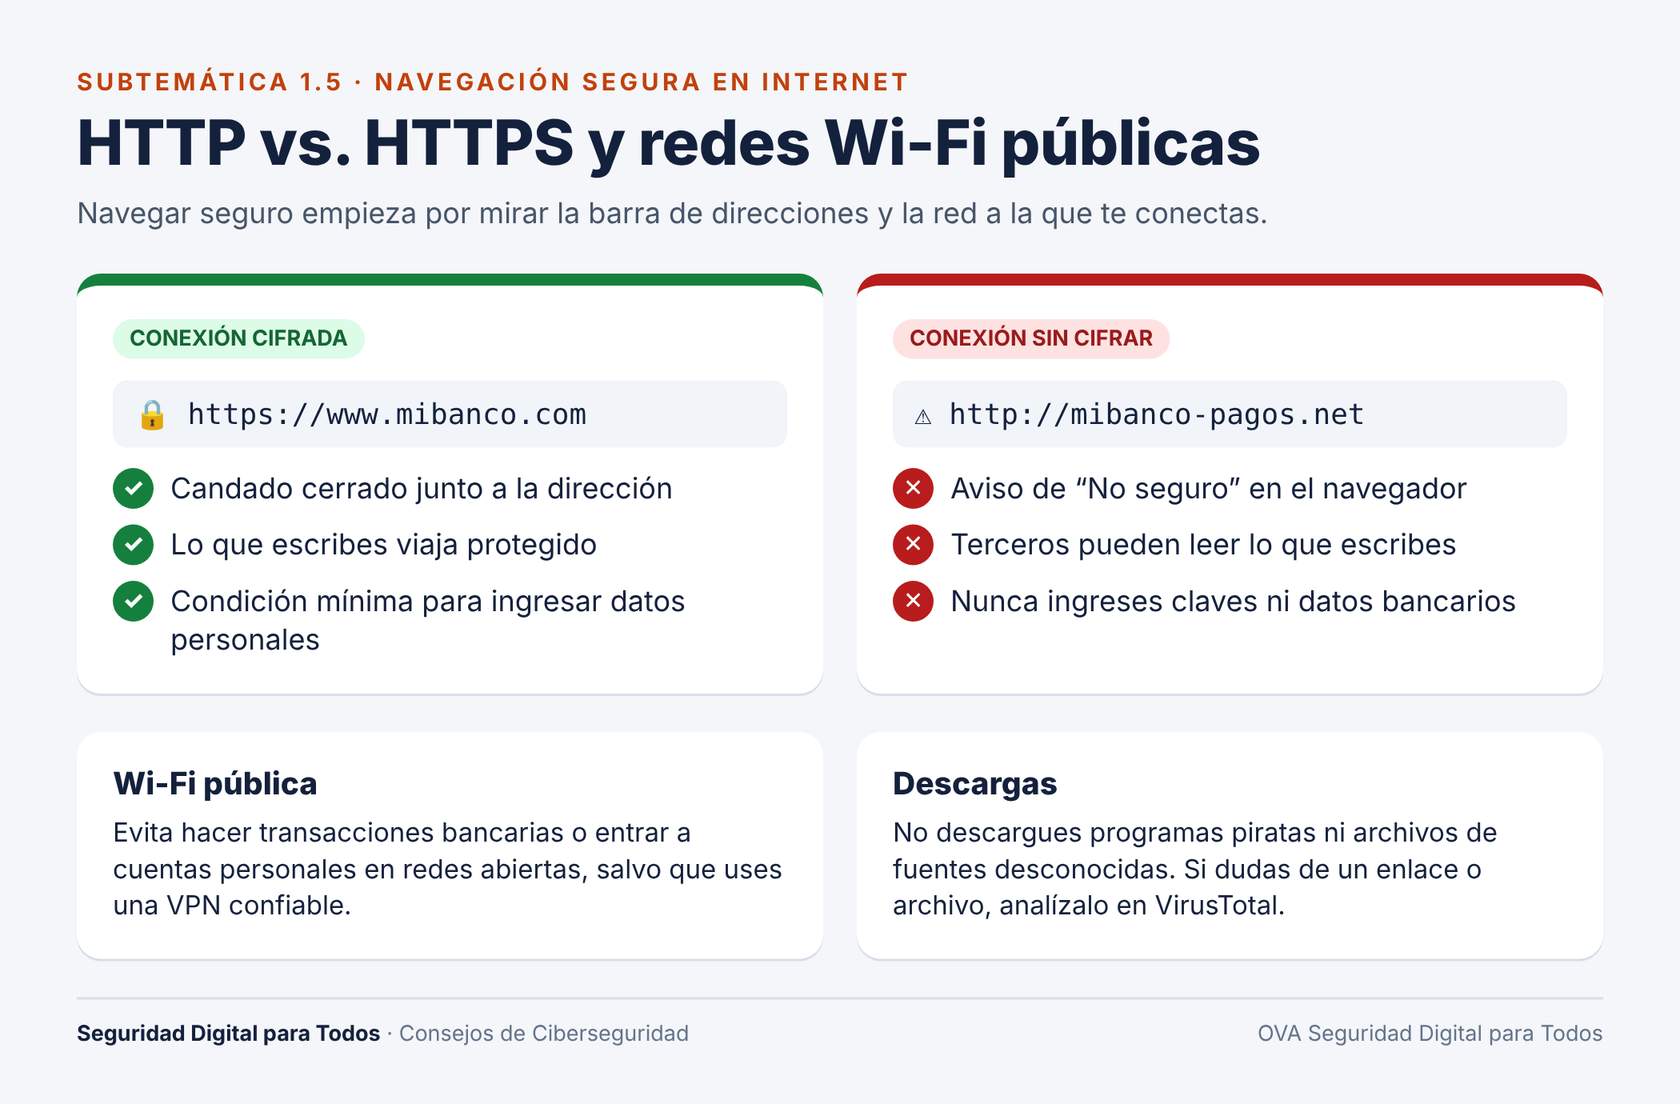 SUBTEMÁTICA 1.5 · NAVEGACIÓN SEGURA EN INTERNET
HTTP vs. HTTPS y redes Wi-Fi públicas
Navegar seguro empieza por mirar la barra de direcciones y la red a la que te conectas.
CONEXIÓN CIFRADA
🔒 https://www.mibanco.com
Candado cerrado junto a la dirección
Lo que escribes viaja protegido
Condición mínima para ingresar datos
personales
CONEXIÓN SIN CIFRAR
⚠ http://mibanco-pagos.net
Aviso de “No seguro” en el navegador
Terceros pueden leer lo que escribes
Nunca ingreses claves ni datos bancarios
Wi-Fi pública
Evita hacer transacciones bancarias o entrar a
cuentas personales en redes abiertas, salvo que uses
una VPN confiable.
Descargas
No descargues programas piratas ni archivos de
fuentes desconocidas. Si dudas de un enlace o
archivo, analízalo en VirusTotal.
Seguridad Digital para Todos · Consejos de Ciberseguridad
OVA Seguridad Digital para Todos